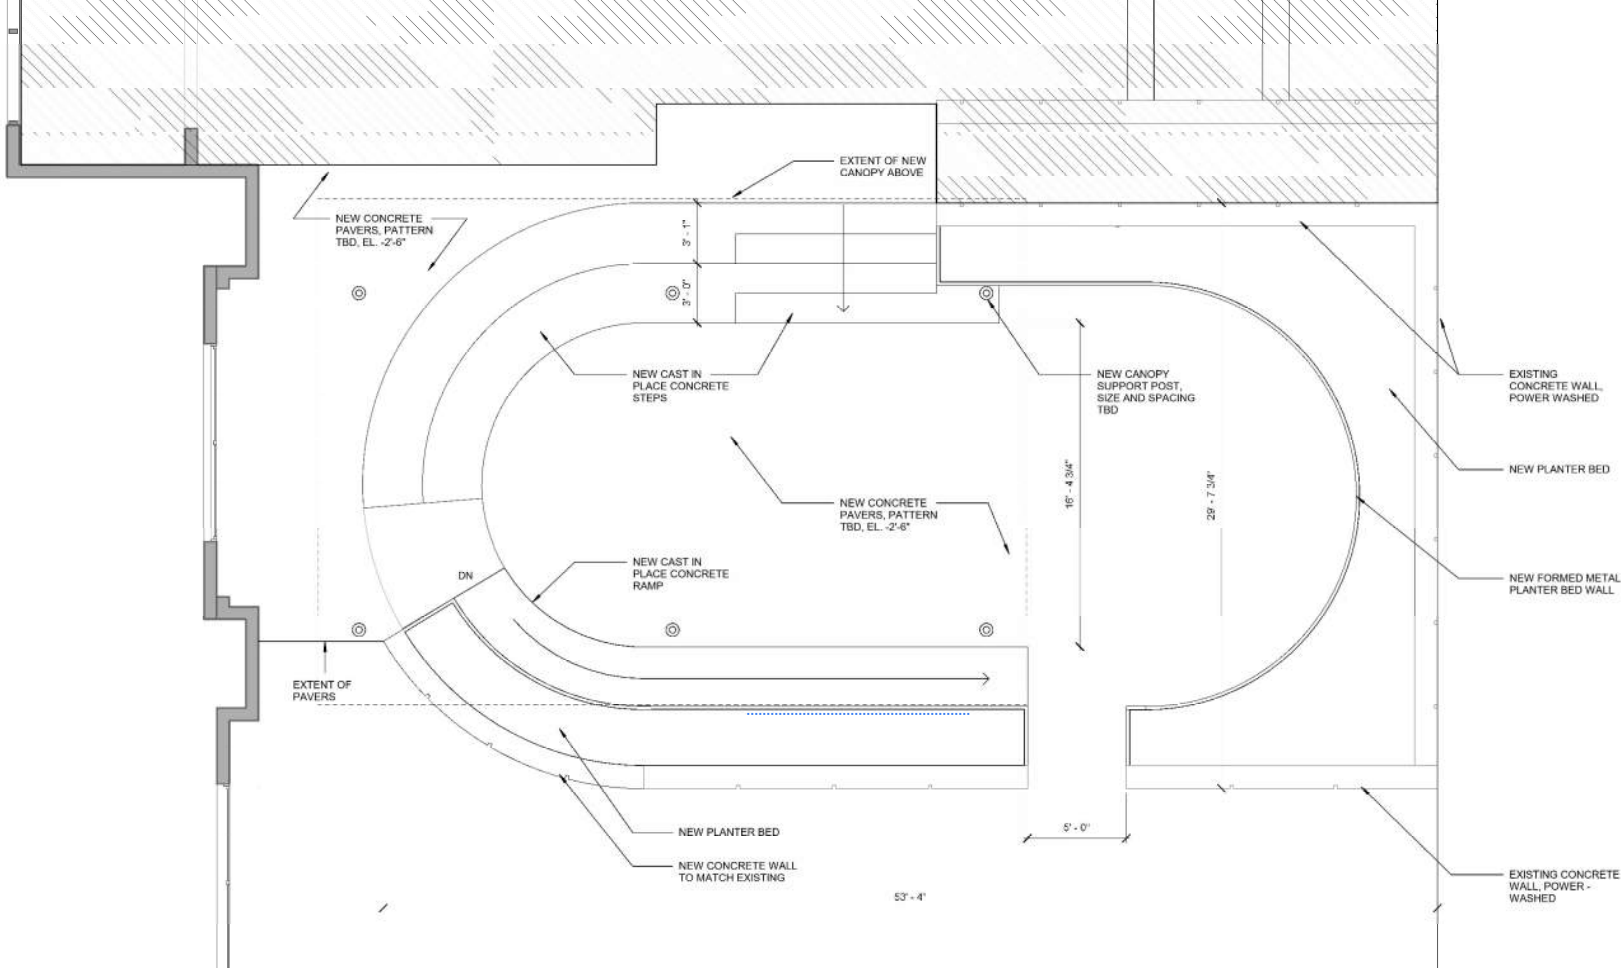 EXTENT OF NEW
CANOPY ABOVE
NEW CONCRETE
PAVERS, PATTERN
TBD, EL. -2'-6"
3' - 1"
3' - 0"
NEW CAST IN
PLACE CONCRETE
STEPS
NEW CANOPY
SUPPORT POST,
SIZE AND SPACING
TBD
EXISTING
CONCRETE WALL,
POWER WASHED
NEW PLANTER BED
16' - 4 3/4"
29' - 7 3/4"
NEW CONCRETE
PAVERS, PATTERN
TBD, EL. -2'-6"
DN
NEW CAST IN
PLACE CONCRETE
RAMP
NEW FORMED METAL
PLANTER BED WALL
EXTENT OF
PAVERS
NEW PLANTER BED
5' - 0"
NEW CONCRETE WALL
TO MATCH EXISTING
EXISTING CONCRETE
WALL, POWER -
WASHED
53' - 4"